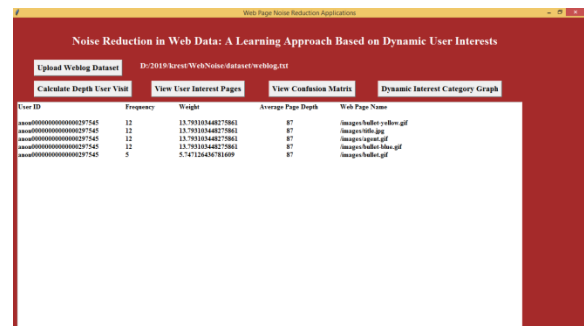 Web Page Noise Reduction Applications
Noise Reduction in Web Data: A Learning Approach Based on Dynamic User Interests
Upload Weblog Dataset D:/2019/krest/WebNoise/dataset/weblog.txt
Calculate Depth User Visit View User Interest Pages View Confusion Matrix Dynamic Interest Category Graph
User ID Frequency Weight Average Page Depth Web Page Name
anon0000000000000297545 12 13.793103448275861 87 /images/bullet-yellow.gif
anon0000000000000297545 12 13.793103448275861 87 /images/title.jpg
anon0000000000000297545 12 13.793103448275861 87 /images/agent.gif
anon0000000000000297545 12 13.793103448275861 87 /images/bullet-blue.gif
anon0000000000000297545 5 5.747126436781609 87 /images/bullet.gif